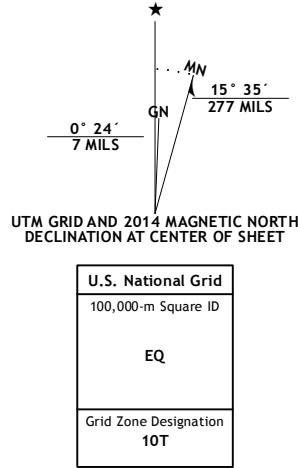 ★
MN
GN
15° 35´
277 MILS
0° 24´
7 MILS
UTM GRID AND 2014 MAGNETIC NORTH
DECLINATION AT CENTER OF SHEET
U.S. National Grid
100,000-m Square ID
EQ
Grid Zone Designation
10T